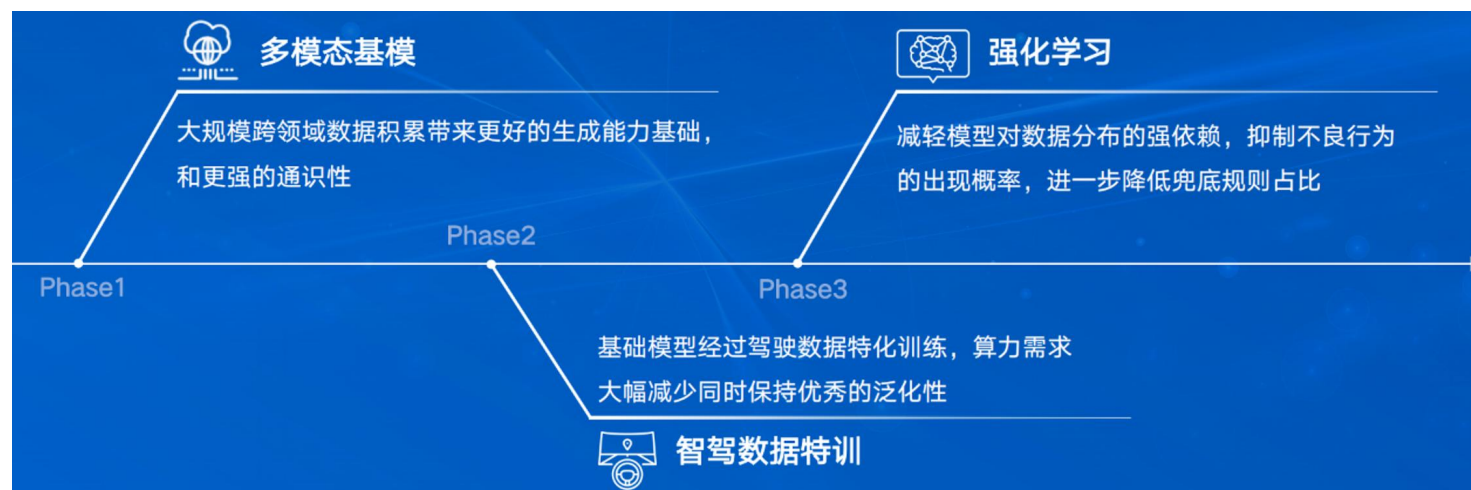 多模态基模
大规模跨领域数据积累带来更好的生成能力基础，
和更强的通识性
Phase1
Phase2
基础模型经过驾驶数据特化训练，算力需求
大幅减少同时保持优秀的泛化性
智驾数据特训
强化学习
减轻模型对数据分布的强依赖，抑制不良行为
的出现概率，进一步降低兜底规则占比
Phase3